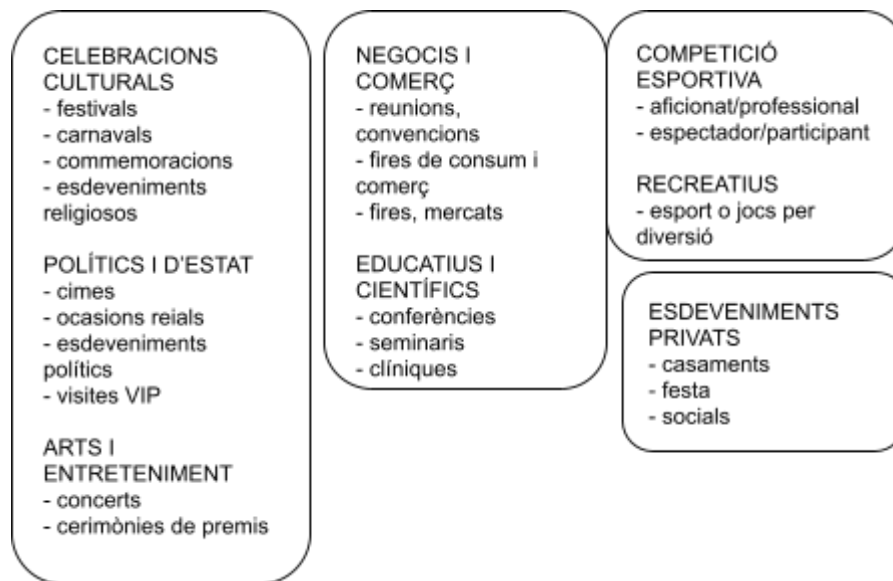 CELEBRACIONS
CULTURALS
- festivals
- carnavals
- commemoracions
- esdeveniments
religiosos
POLÍTICS I D'ESTAT
- cimes
- ocasions reials
- esdeveniments
polítics
- visites VIP
ARTS I
ENTRETENIMENT
- concerts
- cerimònies de premis
NEGOCIS I
COMERÇ
- reunions,
convencions
- fires de consum i
comerç
- fires, mercats
EDUCATIUS I
CIENTÍFICS
- conferències
- seminaris
- clíniques
COMPETICIÓ
ESPORTIVA
- aficionat/professional
- espectador/participant
RECREATIUS
- esport o jocs per
diversió
ESDEVENIMENTS
PRIVATS
- casaments
- festa
- socials